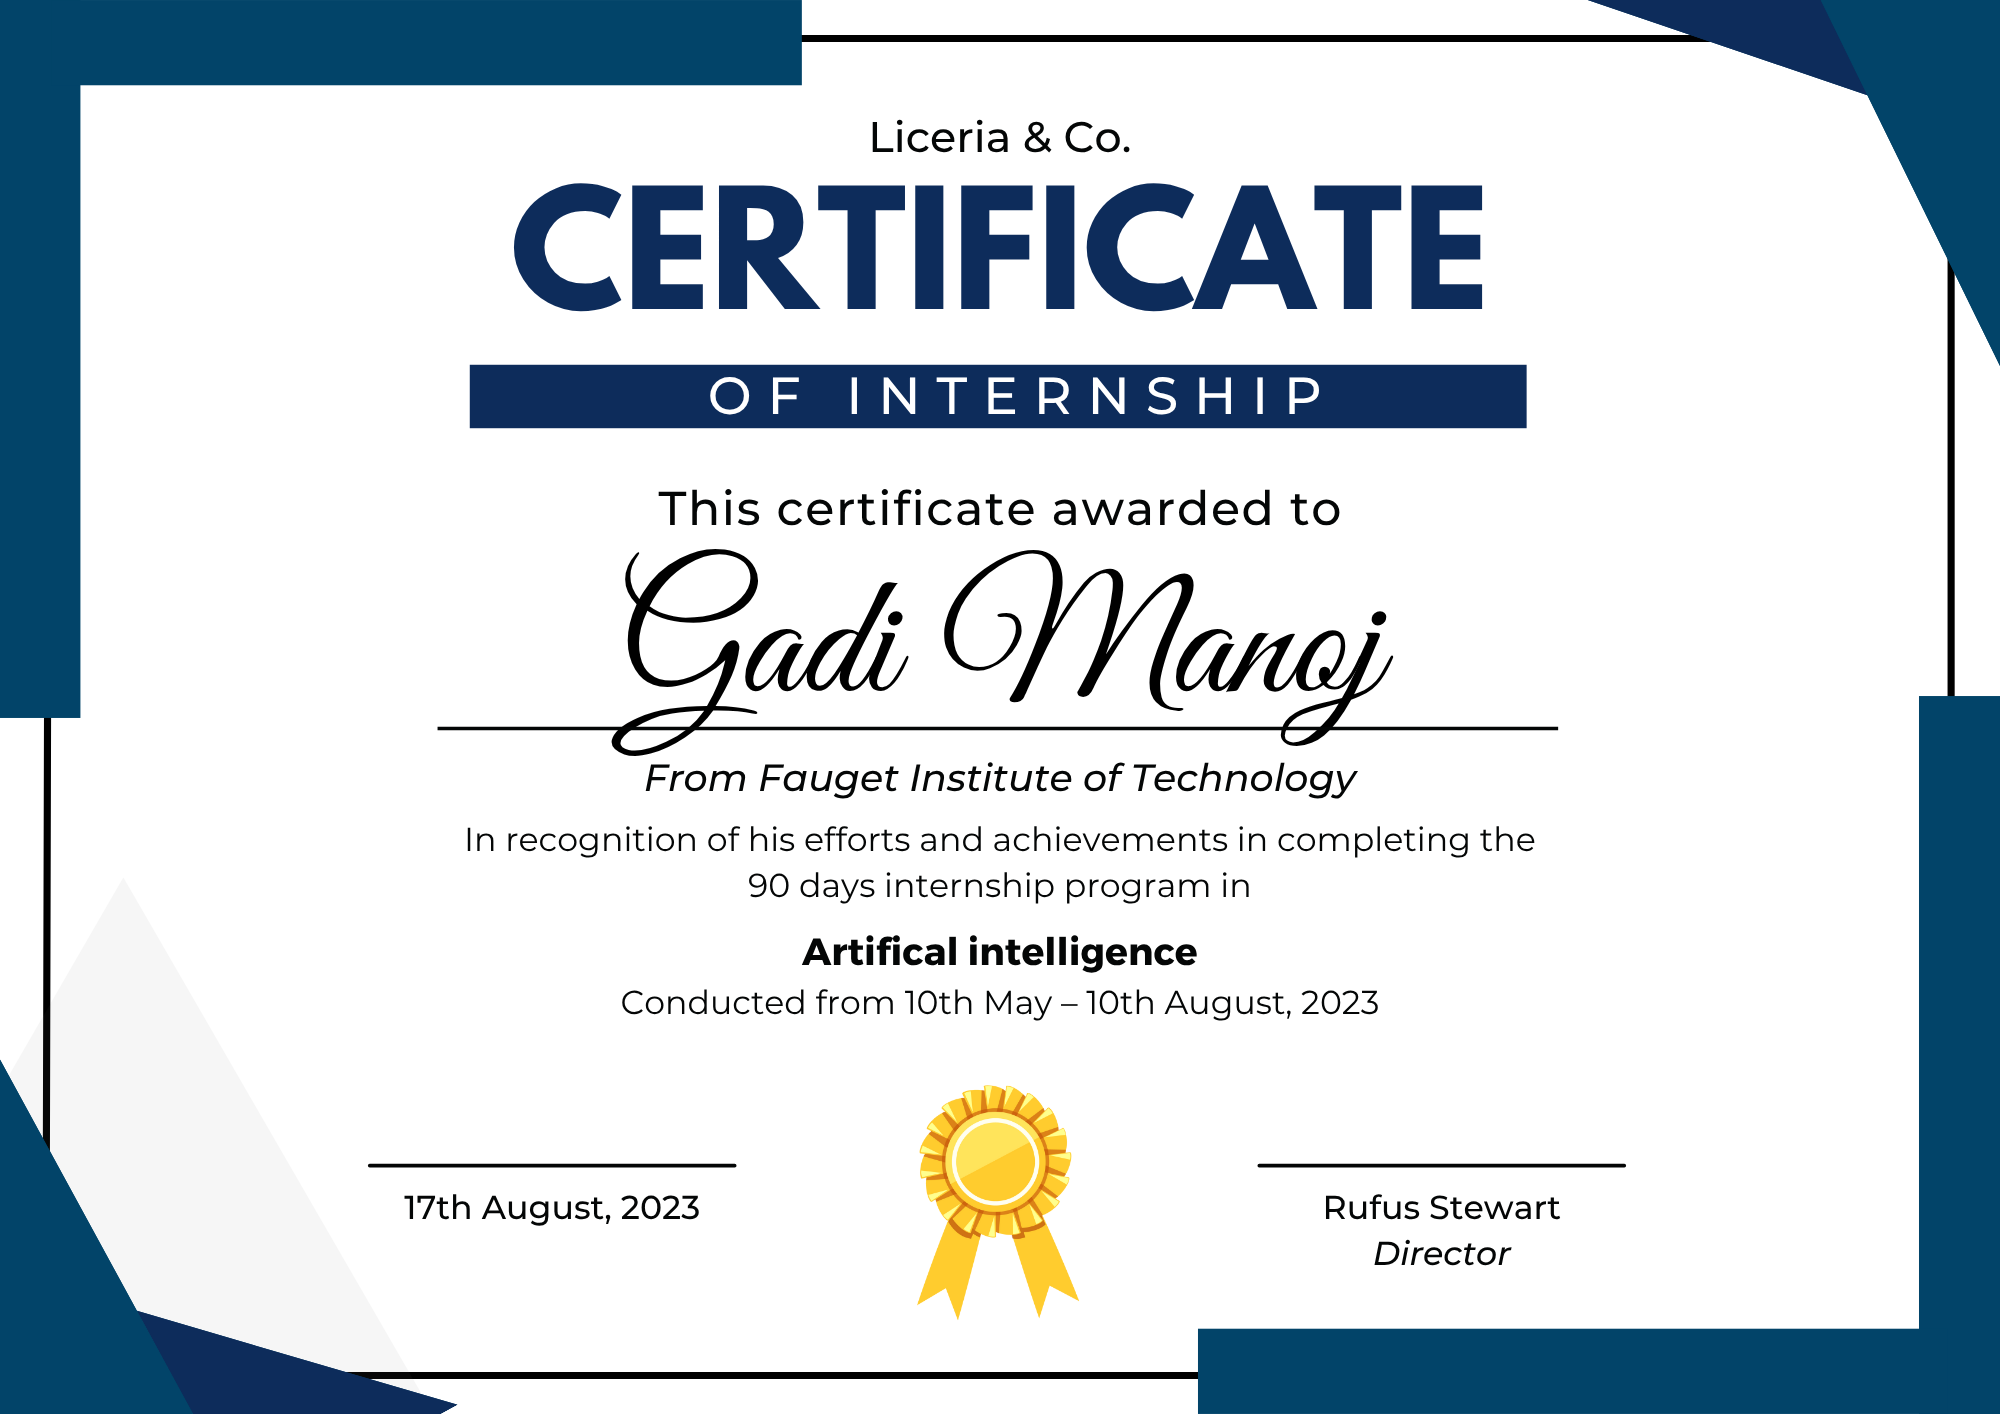 Liceria & Co.
CERTIFICATE
OF INTERNSHIP
This certificate awarded to
Gadi Manoj
From Fauget Institute of Technology
In recognition of his efforts and achievements in completing the
90 days internship program in
Artifical intelligence
Conducted from 10th May – 10th August, 2023
17th August, 2023
Rufus Stewart
Director